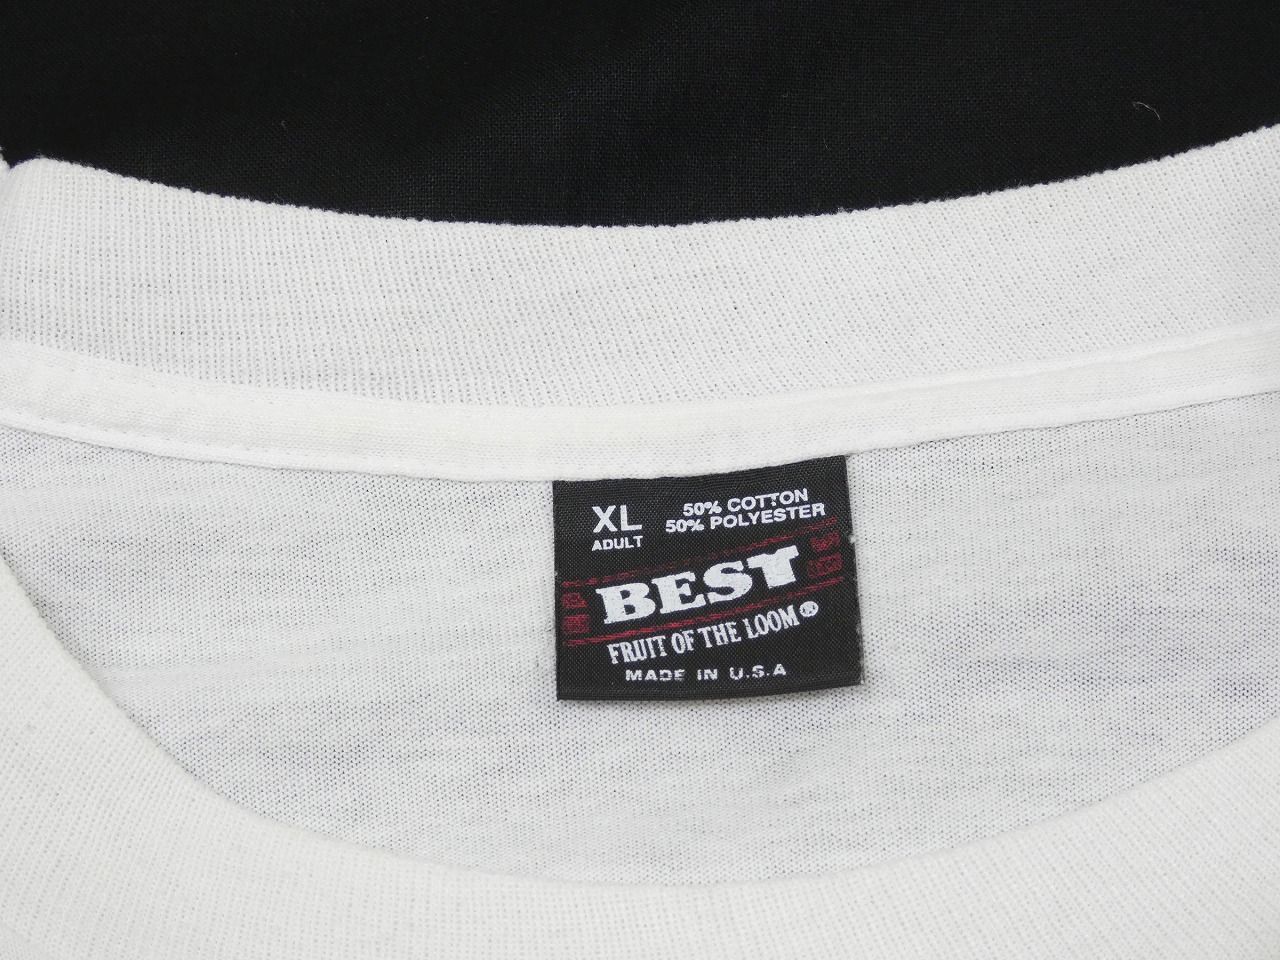 XL
ADULT
50% COTTON
50% POLYESTER
BEST
FRUIT OF THE LOOM®
MADE IN U.S.A